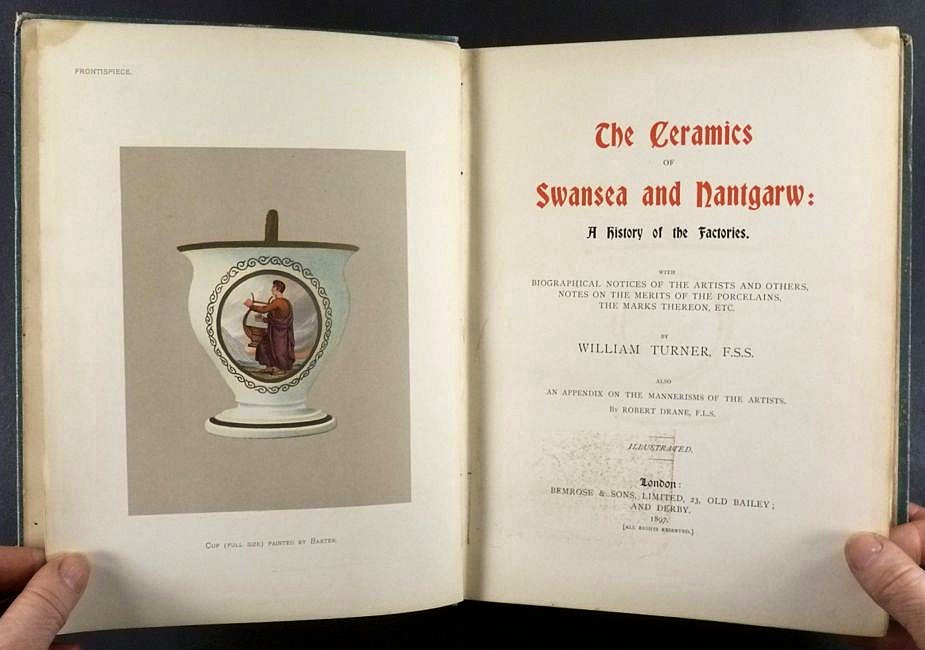 FRONTISPIECE.
CUP (FULL SIZE) PAINTED BY BAXTER.
The Ceramics
OF
Swansea and Nantgarw:
A History of the Factories.
WITH
BIOGRAPHICAL NOTICES OF THE ARTISTS AND OTHERS,
NOTES ON THE MERITS OF THE PORCELAINS,
THE MARKS THEREON, ETC.
BY
WILLIAM TURNER, F.S.S.
ALSO
AN APPENDIX ON THE MANNERISMS OF THE ARTISTS,
BY ROBERT DRANE, F.L.S.
ILLUSTRATED.
London:
BEMROSE & SONS, LIMITED, 23, OLD BAILEY;
AND DERBY.
1897.
[ALL RIGHTS RESERVED.]